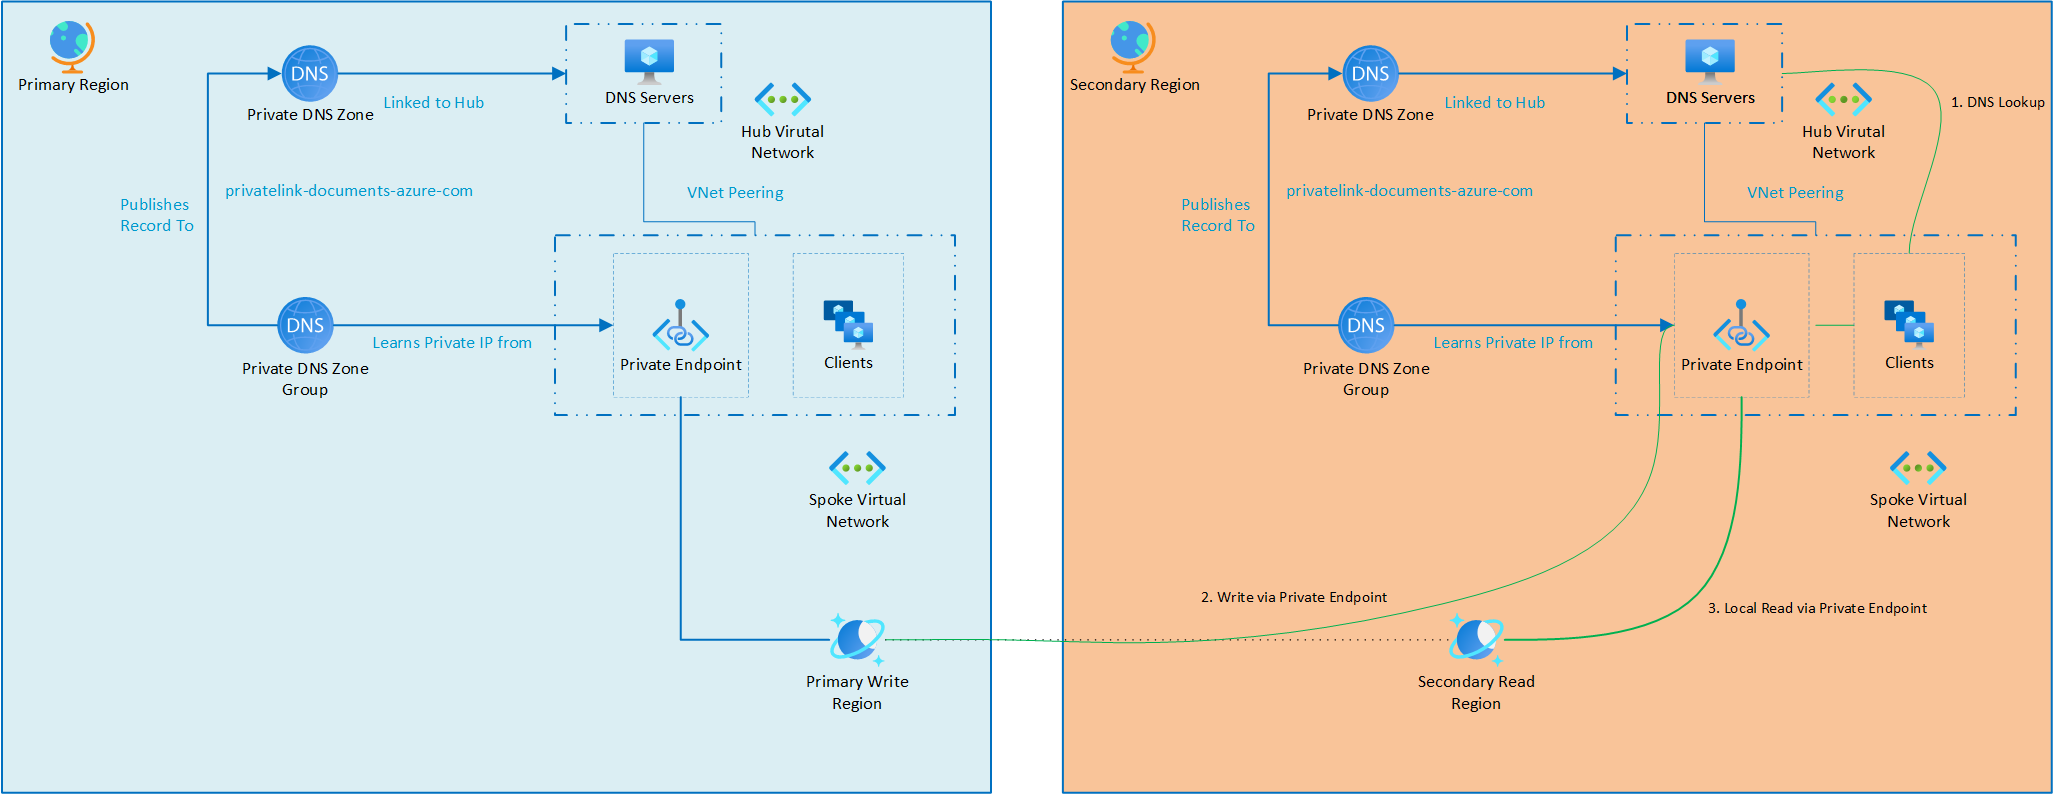 Primary Region
DNS
Private DNS Zone
Linked to Hub
DNS Servers
Hub Virutal
Network
privatelink-documents-azure-com
Publishes
Record To
VNet Peering
DNS
Private DNS Zone
Group
Learns Private IP from
Private Endpoint
Clients
Spoke Virtual
Network
Primary Write
Region
Secondary Region
DNS
Private DNS Zone
Linked to Hub
DNS Servers
Hub Virutal
Network
1. DNS Lookup
privatelink-documents-azure-com
Publishes
Record To
VNet Peering
DNS
Private DNS Zone
Group
Learns Private IP from
Private Endpoint
Clients
Spoke Virtual
Network
2. Write via Private Endpoint
3. Local Read via Private Endpoint
Secondary Read
Region